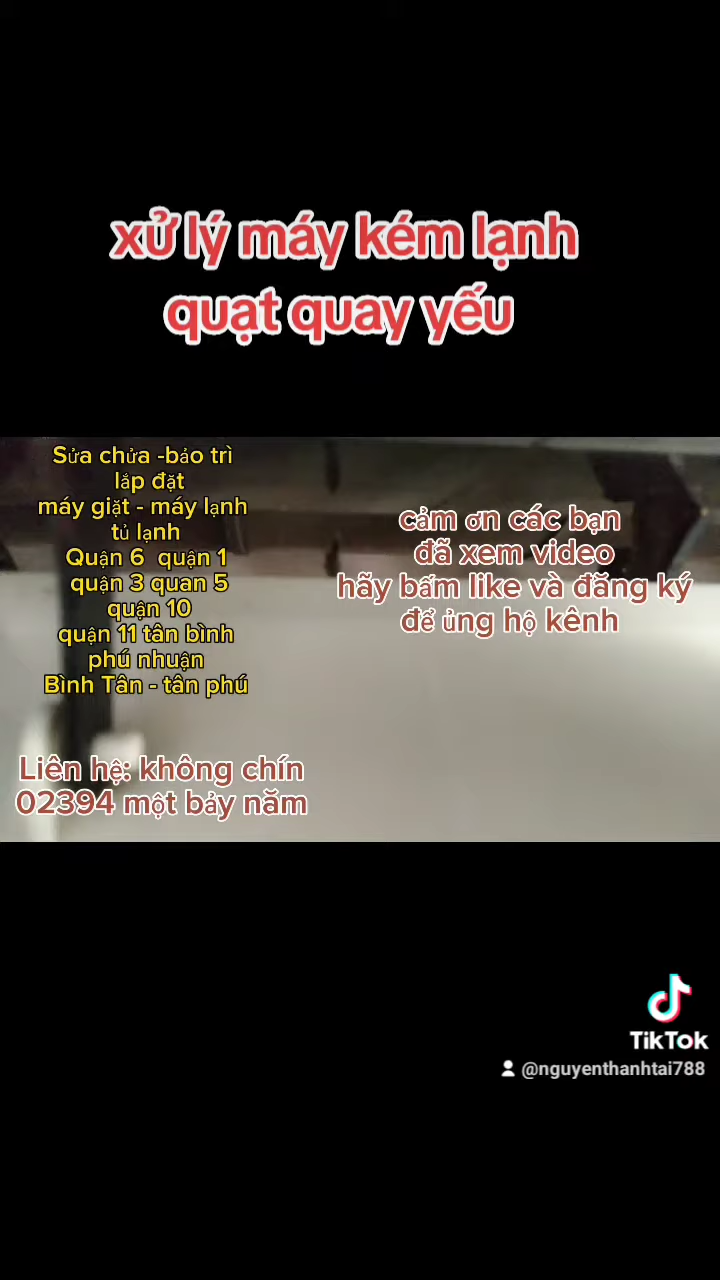 xử lý máy kém lạnh
quạt quay yếu
Sửa chửa -bảo trì
lắp đặt
máy giặt - máy lạnh
tủ lạnh
Quận 6 quận 1
quận 3 quan 5
quận 10
quận 11 tân bình
phú nhuận
Bình Tân - tân phú
cảm ơn các bạn
đã xem video
hãy bấm like và đăng ký
để ủng hộ kênh
Liên hệ: không chín
02394 một bảy năm
TikTok
@nguyenthanhtai788